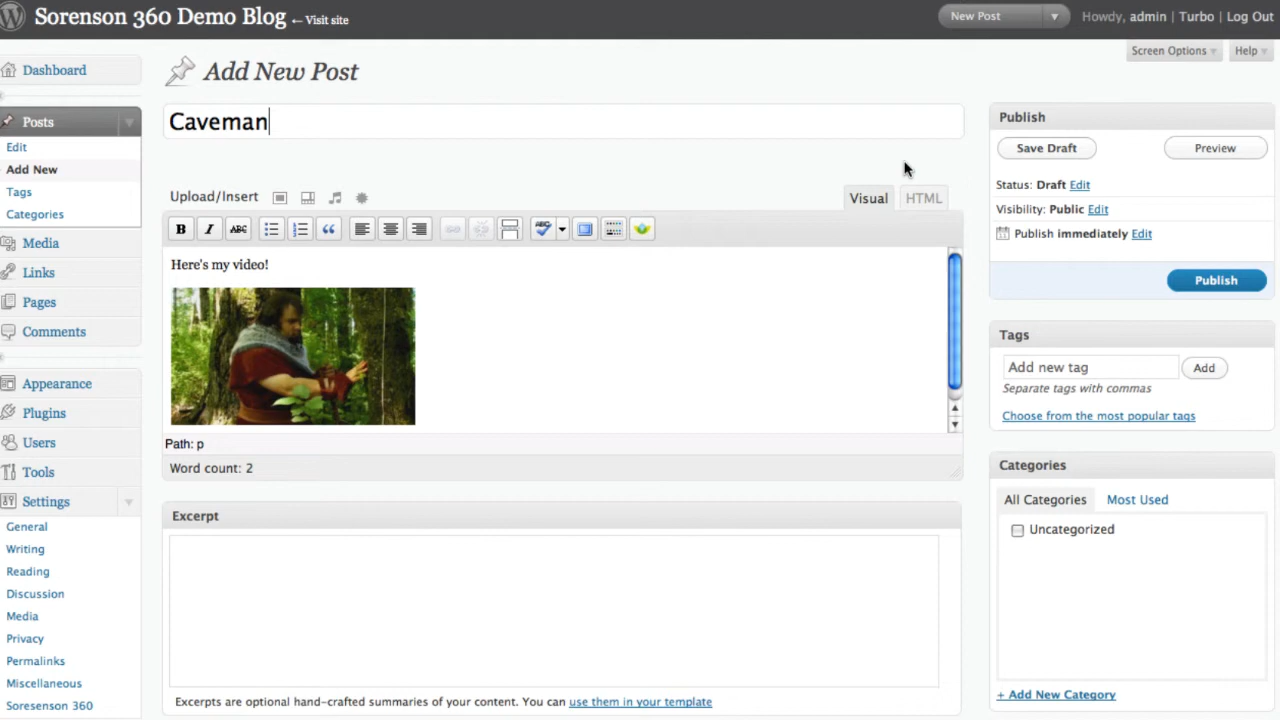 Sorenson 360 Demo Blog ← Visit site
New Post
Howdy, admin | Turbo | Log Out
Screen Options
Help
Dashboard
Posts
Edit
Add New
Tags
Categories
Media
Links
Pages
Comments
Appearance
Plugins
Users
Tools
Settings
General
Writing
Reading
Discussion
Media
Privacy
Permalinks
Miscellaneous
Soresenson 360
Add New Post
Caveman
Upload/Insert
Visual
HTML
B I ABC
ABC
Here's my video!
Path: p
Word count: 2
Excerpt
Excerpts are optional hand-crafted summaries of your content. You can use them in your template
Publish
Save Draft
Preview
Status: Draft Edit
Visibility: Public Edit
Publish immediately Edit
Publish
Tags
Add new tag
Add
Separate tags with commas
Choose from the most popular tags
Categories
All Categories
Most Used
Uncategorized
+ Add New Category